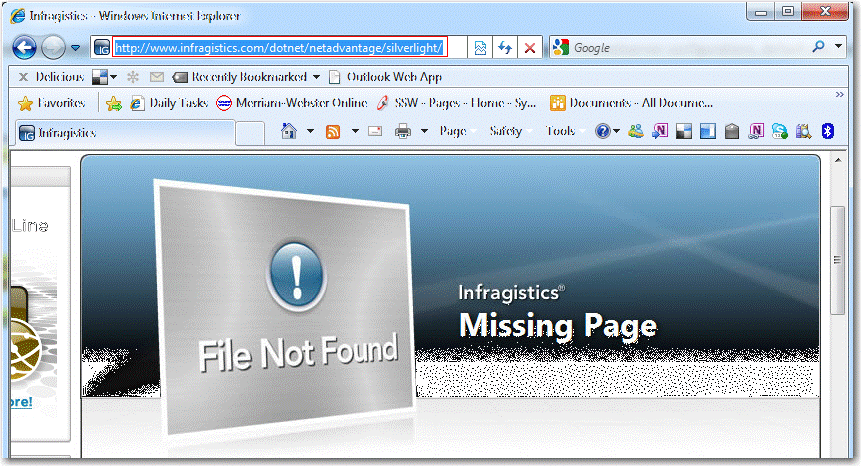 Infragistics - Windows Internet Explorer
IG
http://www.infragistics.com/dotnet/netadvantage/silverlight/
Google
Delicious
Recently Bookmarked
Outlook Web App
Favorites
Daily Tasks
Merriam-Webster Online
SSW - Pages - Home - Sy...
Documents - All Docume...
IG
Infragistics
Page
Safety
Tools
Line
ore!
!
File Not Found
Infragistics®
Missing Page